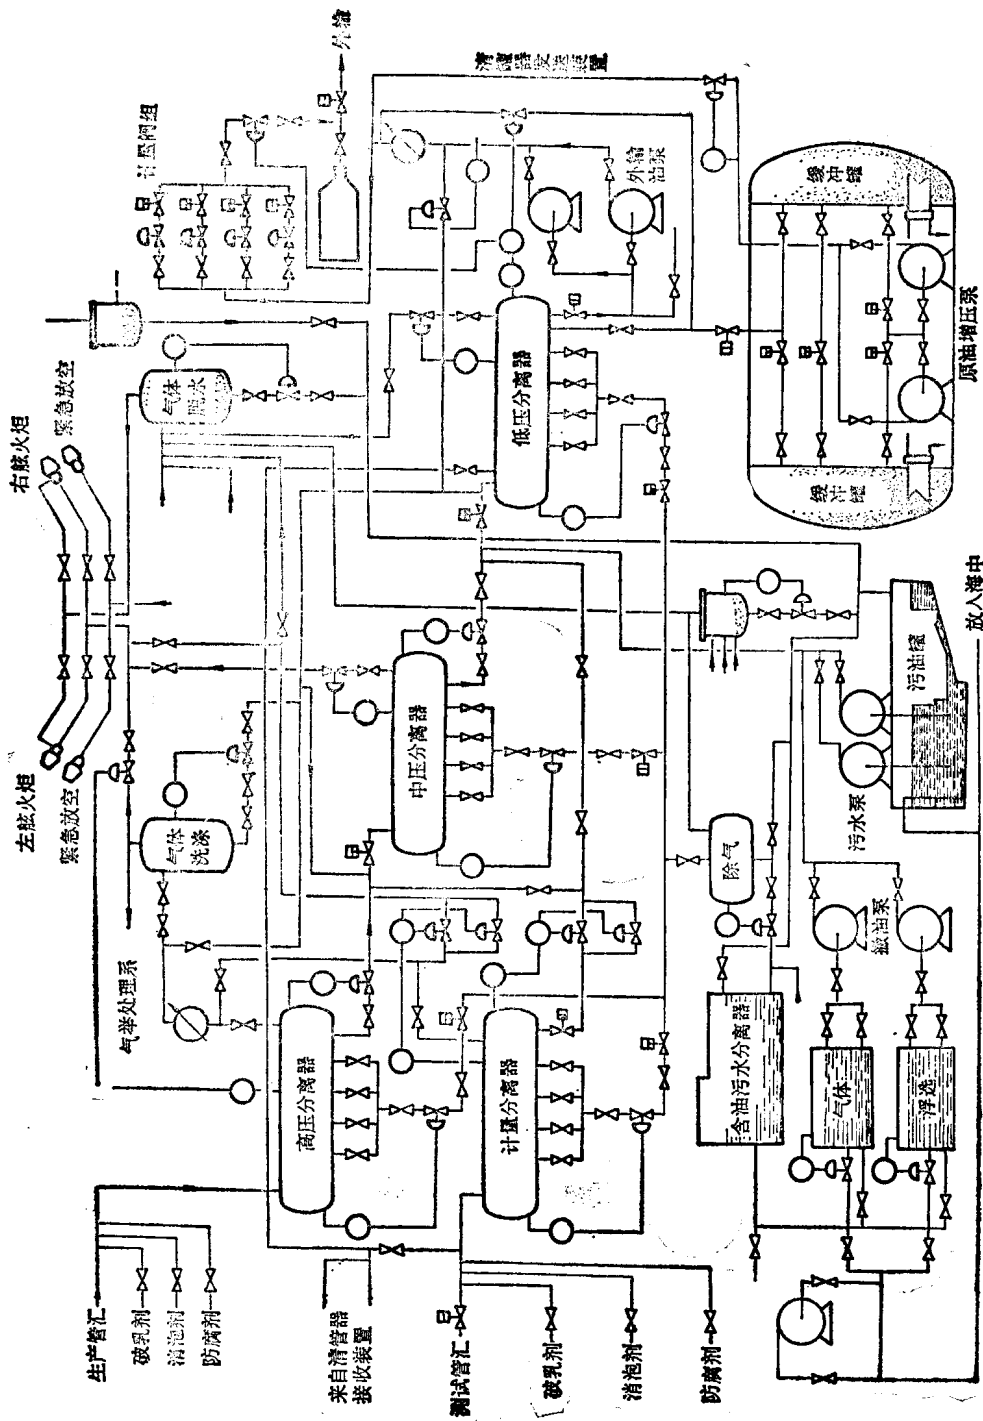 生产管汇
破乳剂
消泡剂
防腐剂
来自清管器
接收装置
测试管汇
破乳剂
消泡剂
防腐剂
左舷火炬
紧急放空
右舷火炬
紧急放空
气举处理系
气体
洗涤
气体
脱水
计量阀组
外输
高压分离器
计量分离器
中压分离器
低压分离器
外输
油泵
缓冲罐
缓冲罐
原油增压泵
除气
含油污水分离器
气体
浮选
撇油泵
污水泵
污油罐
放入海中